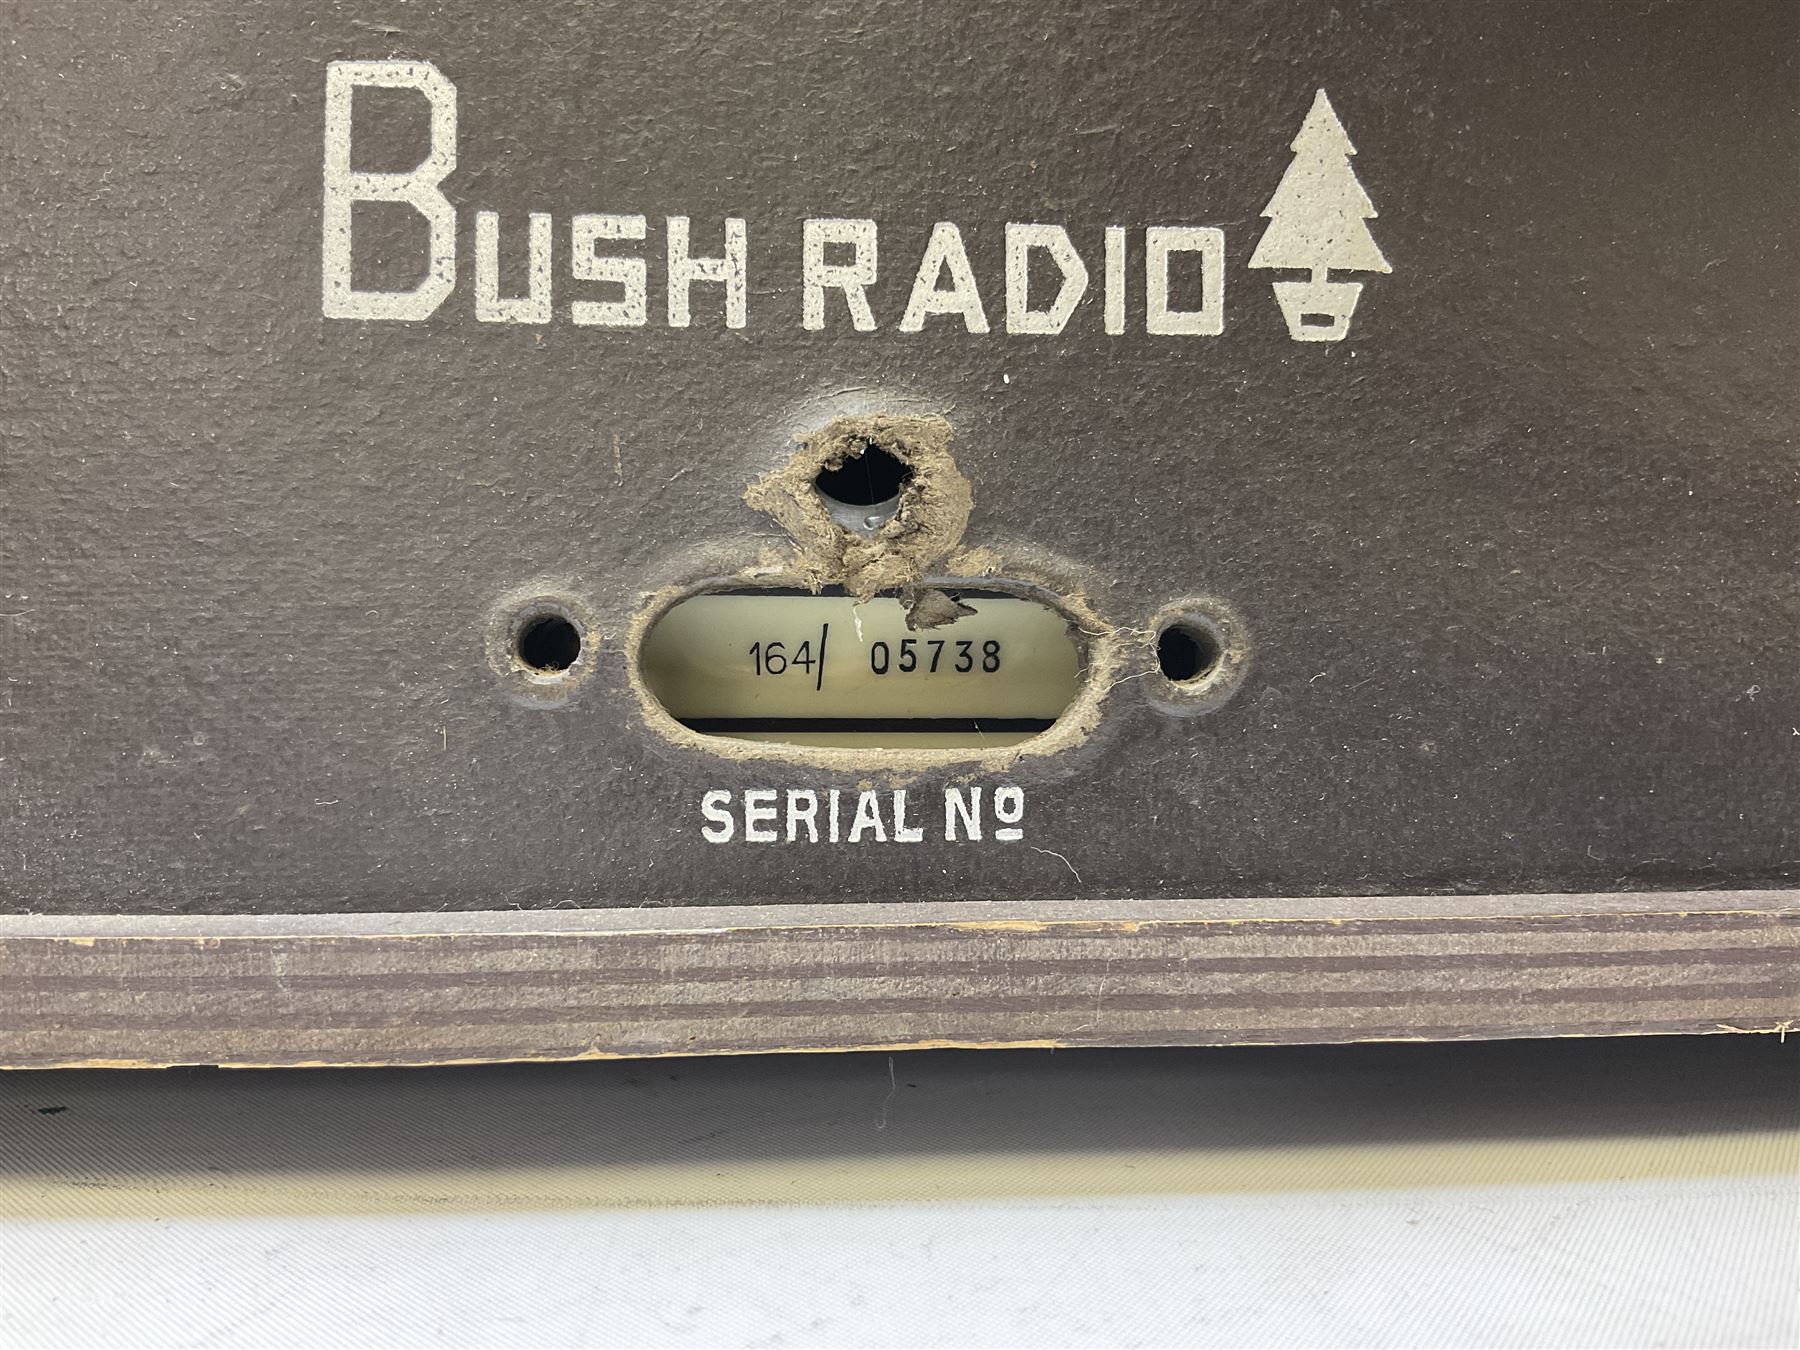 BUSH RADIO
164/ 05738
SERIAL Nº